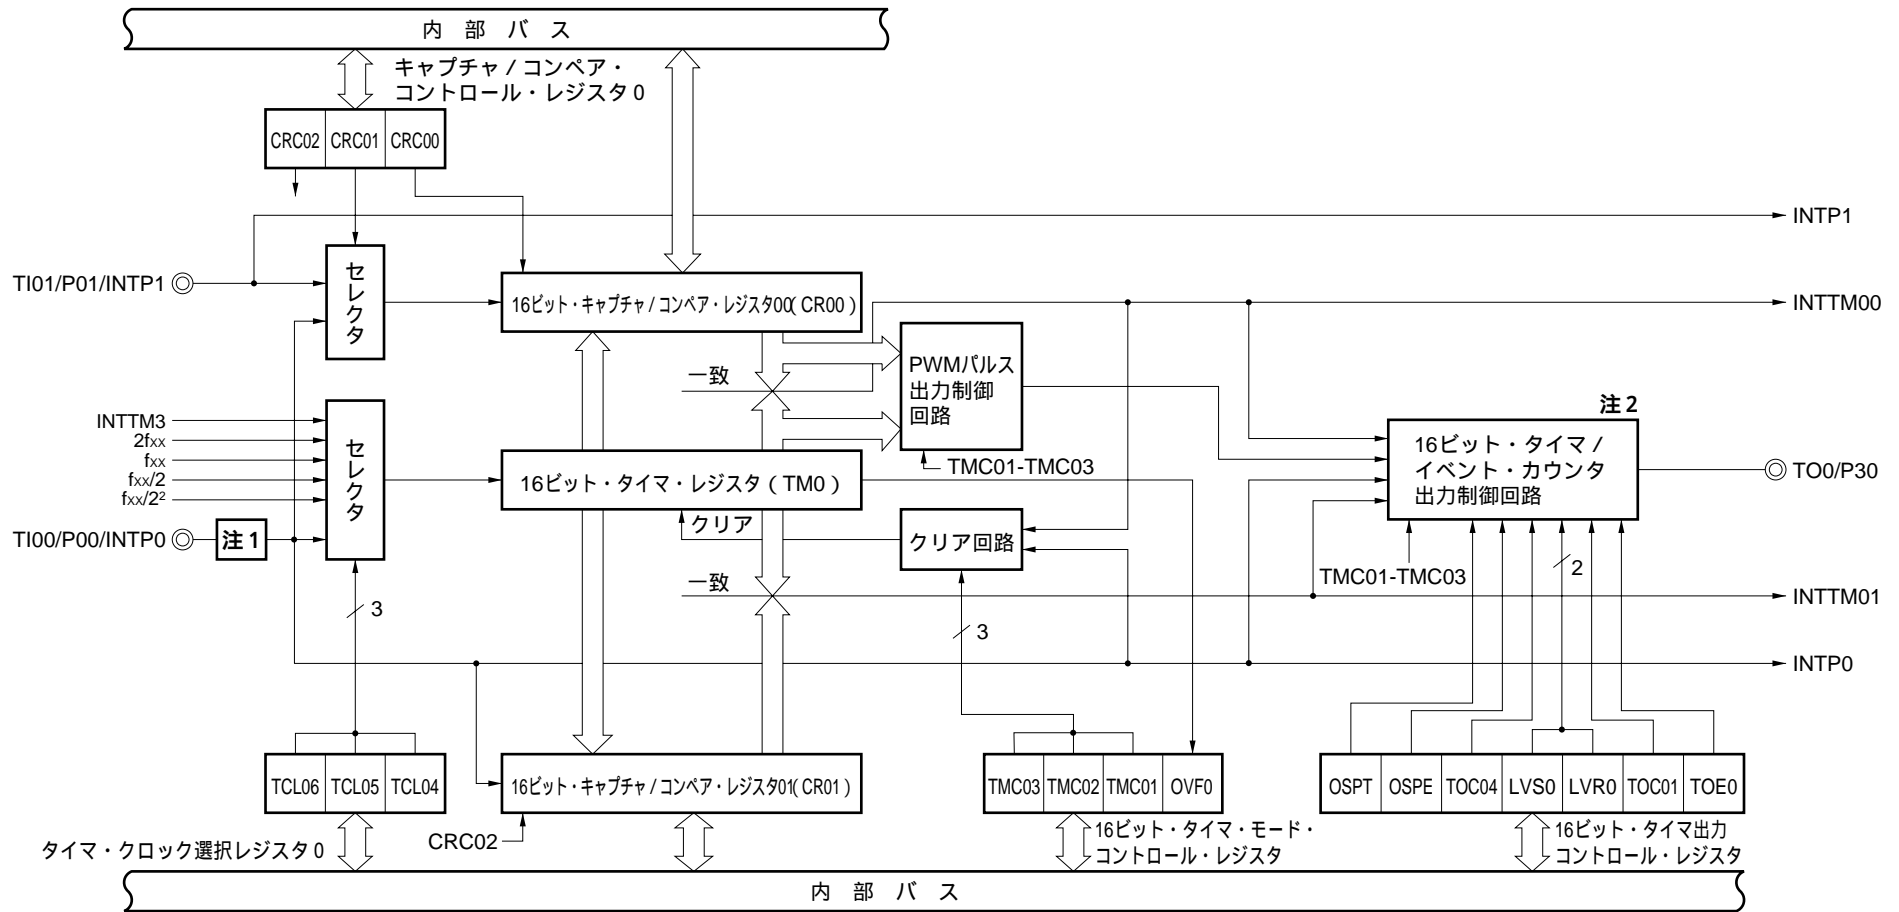 内 部 バ ス
キャプチャ / コンペア・
コントロール・レジスタ0
CRC02 CRC01 CRC00
INTP1
TI01/P01/INTP1
セレクタ
16ビット・キャプチャ / コンペア・レジスタ00( CR00 )
INTTM00
一致
PWMパルス
出力制御
回路
TMC01-TMC03
INTTM3
2fxx
fxx
fxx/2
fxx/2²
セレクタ
16ビット・タイマ・レジスタ ( TM0 )
注2
16ビット・タイマ /
イベント・カウンタ
出力制御回路
TO0/P30
TI00/P00/INTP0
注1
クリア
クリア回路
TMC01-TMC03
2
一致
INTTM01
3
3
INTP0
TCL06 TCL05 TCL04
16ビット・キャプチャ / コンペア・レジスタ01( CR01 )
TMC03 TMC02 TMC01 OVF0
OSPT OSPE TOC04 LVS0 LVR0 TOC01 TOE0
タイマ・クロック選択レジスタ0
CRC02
16ビット・タイマ・モード・
コントロール・レジスタ
16ビット・タイマ出力
コントロール・レジスタ
内 部 バ ス